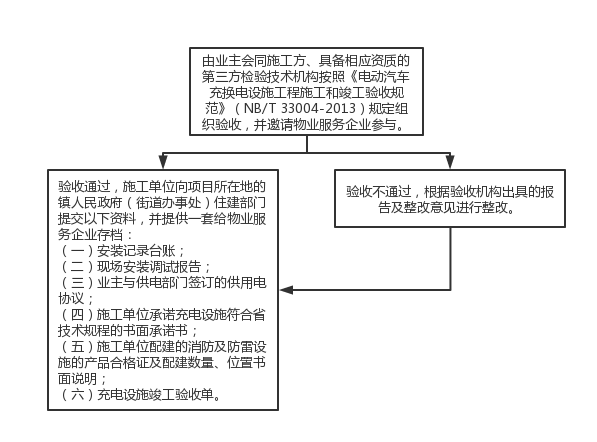 由业主会同施工方、具备相应资质的
第三方检验技术机构按照《电动汽车
充换电设施工程施工和竣工验收规
范》（NB/T 33004-2013）规定组
织验收，并邀请物业服务企业参与。
验收通过，施工单位向项目所在地的
镇人民政府（街道办事处）住建部门
提交以下资料，并提供一套给物业服
务企业存档：
（一）安装记录台账；
（二）现场安装调试报告；
（三）业主与供电部门签订的供用电
协议；
（四）施工单位承诺充电设施符合省
技术规程的书面承诺书；
（五）施工单位配建的消防及防雷设
施的产品合格证及配建数量、位置书
面说明；
（六）充电设施竣工验收单。
验收不通过，根据验收机构出具的报
告及整改意见进行整改。